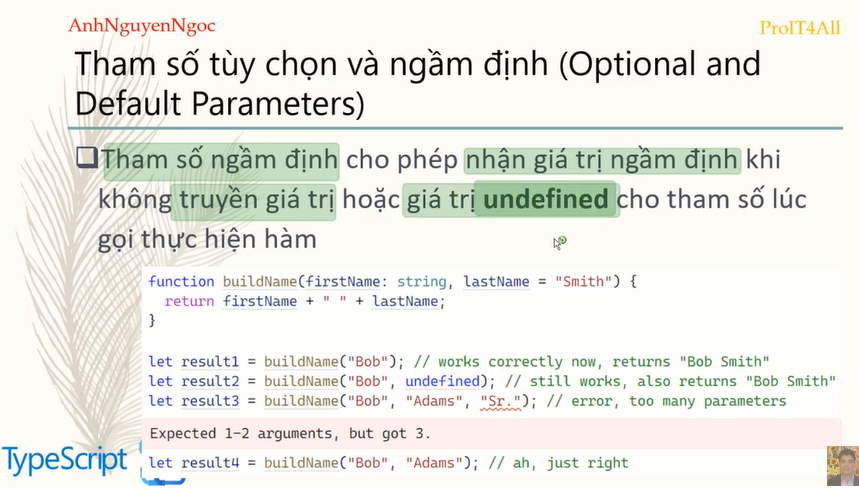 AnhNguyenNgoc
ProIT4All
Tham số tùy chọn và ngầm định (Optional and
Default Parameters)
Tham số ngầm định cho phép nhận giá trị ngầm định khi
không truyền giá trị hoặc giá trị undefined cho tham số lúc
gọi thực hiện hàm
function buildName(firstName: string, lastName = "Smith") {
return firstName + " " + lastName;
}
let result1 = buildName("Bob"); // works correctly now, returns "Bob Smith"
let result2 = buildName("Bob", undefined); // still works, also returns "Bob Smith"
let result3 = buildName("Bob", "Adams", "Sr."); // error, too many parameters
Expected 1-2 arguments, but got 3.
let result4 = buildName("Bob", "Adams"); // ah, just right
TypeScript